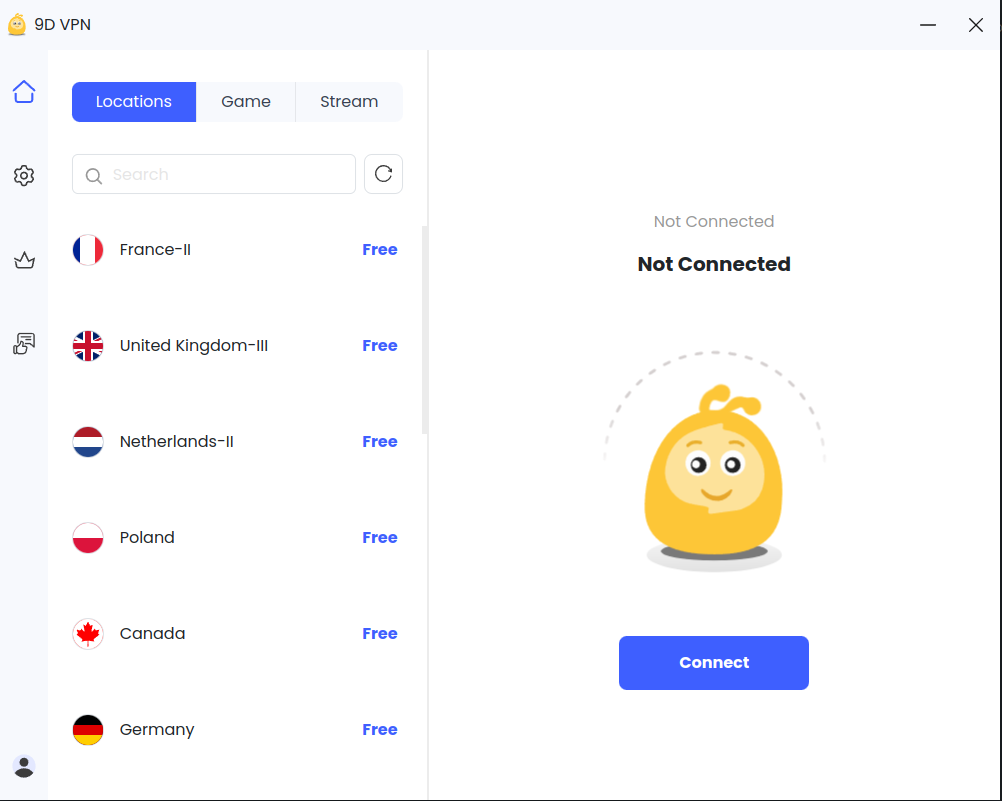 9D VPN
Locations
Game
Stream
Search
France-II
Free
United Kingdom-III
Free
Netherlands-II
Free
Poland
Free
Canada
Free
Germany
Free
Not Connected
Not Connected
Connect